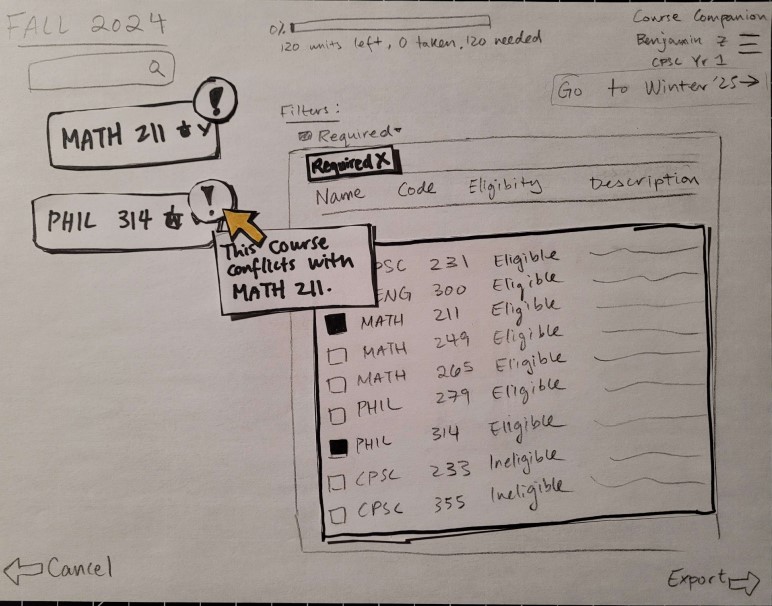 FALL 2024
0%
120 units left, 0 taken, 120 needed
Course Companion
Benjamin Z
CPSC Yr 1
Go to Winter '25→
MATH 211
!
PHIL 314
!
This Course
conflicts with
MATH 211.
Filters:
Required
Required X
Name Code Eligibity Description
PSC 231 Eligible
ENG 300 Eligible
MATH 211 Eligible
MATH 249 Eligible
MATH 265 Eligible
PHIL 279 Eligible
PHIL 314 Eligible
CPSC 233 Ineligible
CPSC 355 Ineligible
Cancel
Export